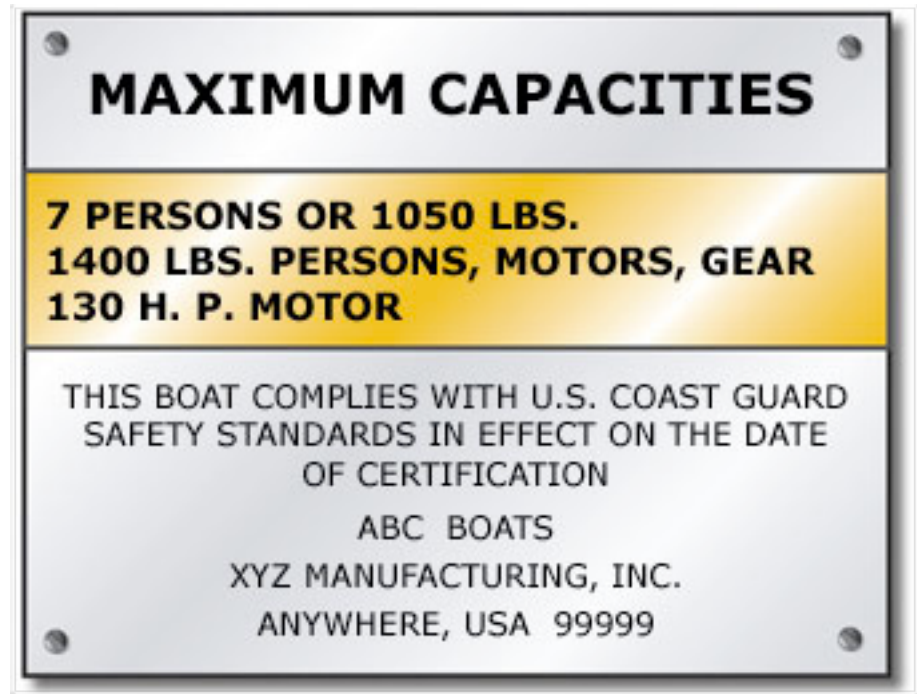 MAXIMUM CAPACITIES
7 PERSONS OR 1050 LBS.
1400 LBS. PERSONS, MOTORS, GEAR
130 H. P. MOTOR
THIS BOAT COMPLIES WITH U.S. COAST GUARD
SAFETY STANDARDS IN EFFECT ON THE DATE
OF CERTIFICATION
ABC BOATS
XYZ MANUFACTURING, INC.
ANYWHERE, USA 99999